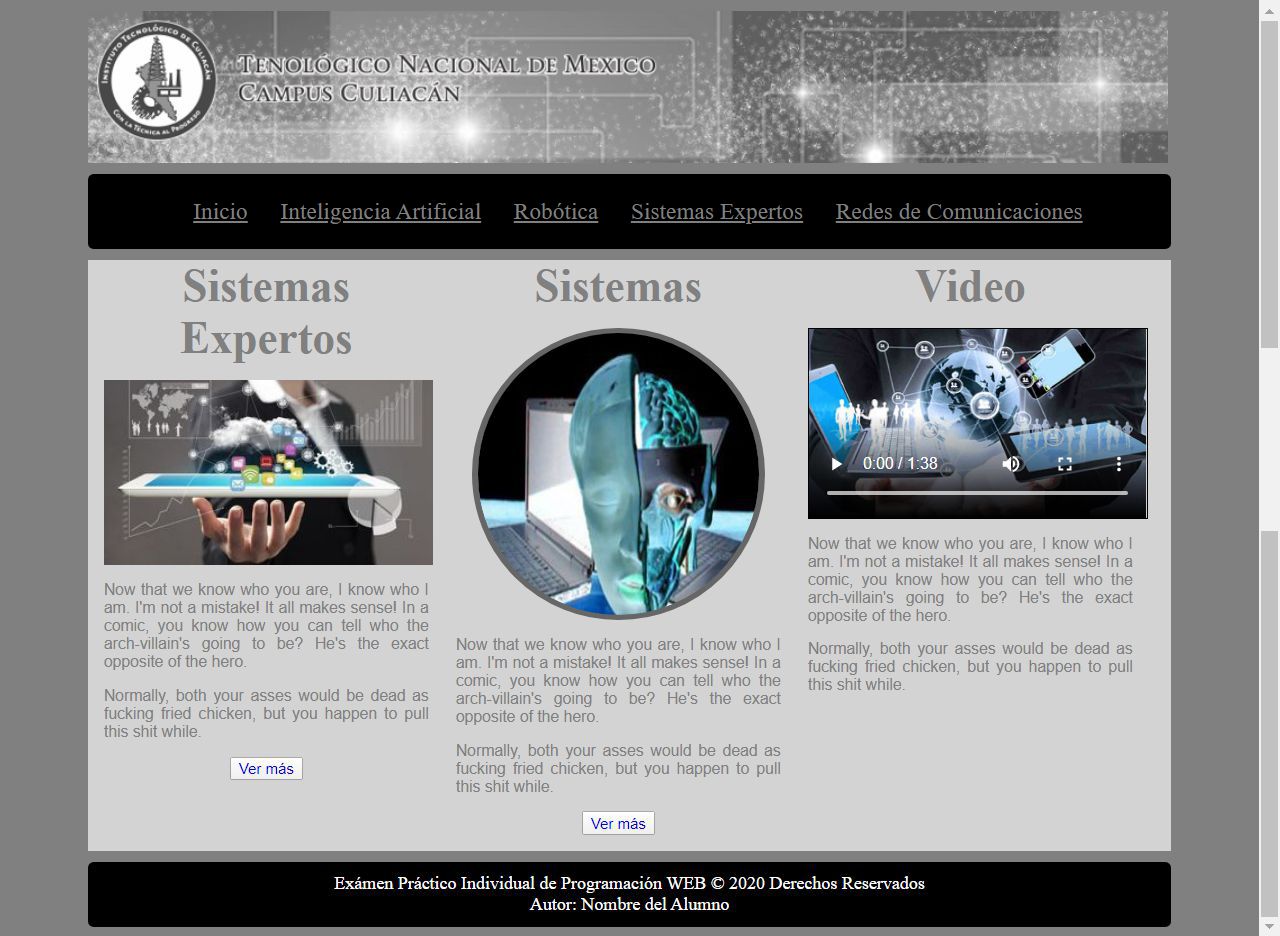 INSTITUTO TECNOLÓGICO DE CULIACÁN
CON LA TÉCNICA AL PROGRESO
TENOLÓGICO NACIONAL DE MEXICO
CAMPUS CULIACÁN
Inicio Inteligencia Artificial Robótica Sistemas Expertos Redes de Comunicaciones
Sistemas
Expertos
Now that we know who you are, I know who I
am. I'm not a mistake! It all makes sense! In a
comic, you know how you can tell who the
arch-villain's going to be? He's the exact
opposite of the hero.
Normally, both your asses would be dead as
fucking fried chicken, but you happen to pull
this shit while.
Ver más
Sistemas
Now that we know who you are, I know who I
am. I'm not a mistake! It all makes sense! In a
comic, you know how you can tell who the
arch-villain's going to be? He's the exact
opposite of the hero.
Normally, both your asses would be dead as
fucking fried chicken, but you happen to pull
this shit while.
Ver más
Video
0:00 / 1:38
Now that we know who you are, I know who I
am. I'm not a mistake! It all makes sense! In a
comic, you know how you can tell who the
arch-villain's going to be? He's the exact
opposite of the hero.
Normally, both your asses would be dead as
fucking fried chicken, but you happen to pull
this shit while.
Exámen Práctico Individual de Programación WEB © 2020 Derechos Reservados
Autor: Nombre del Alumno